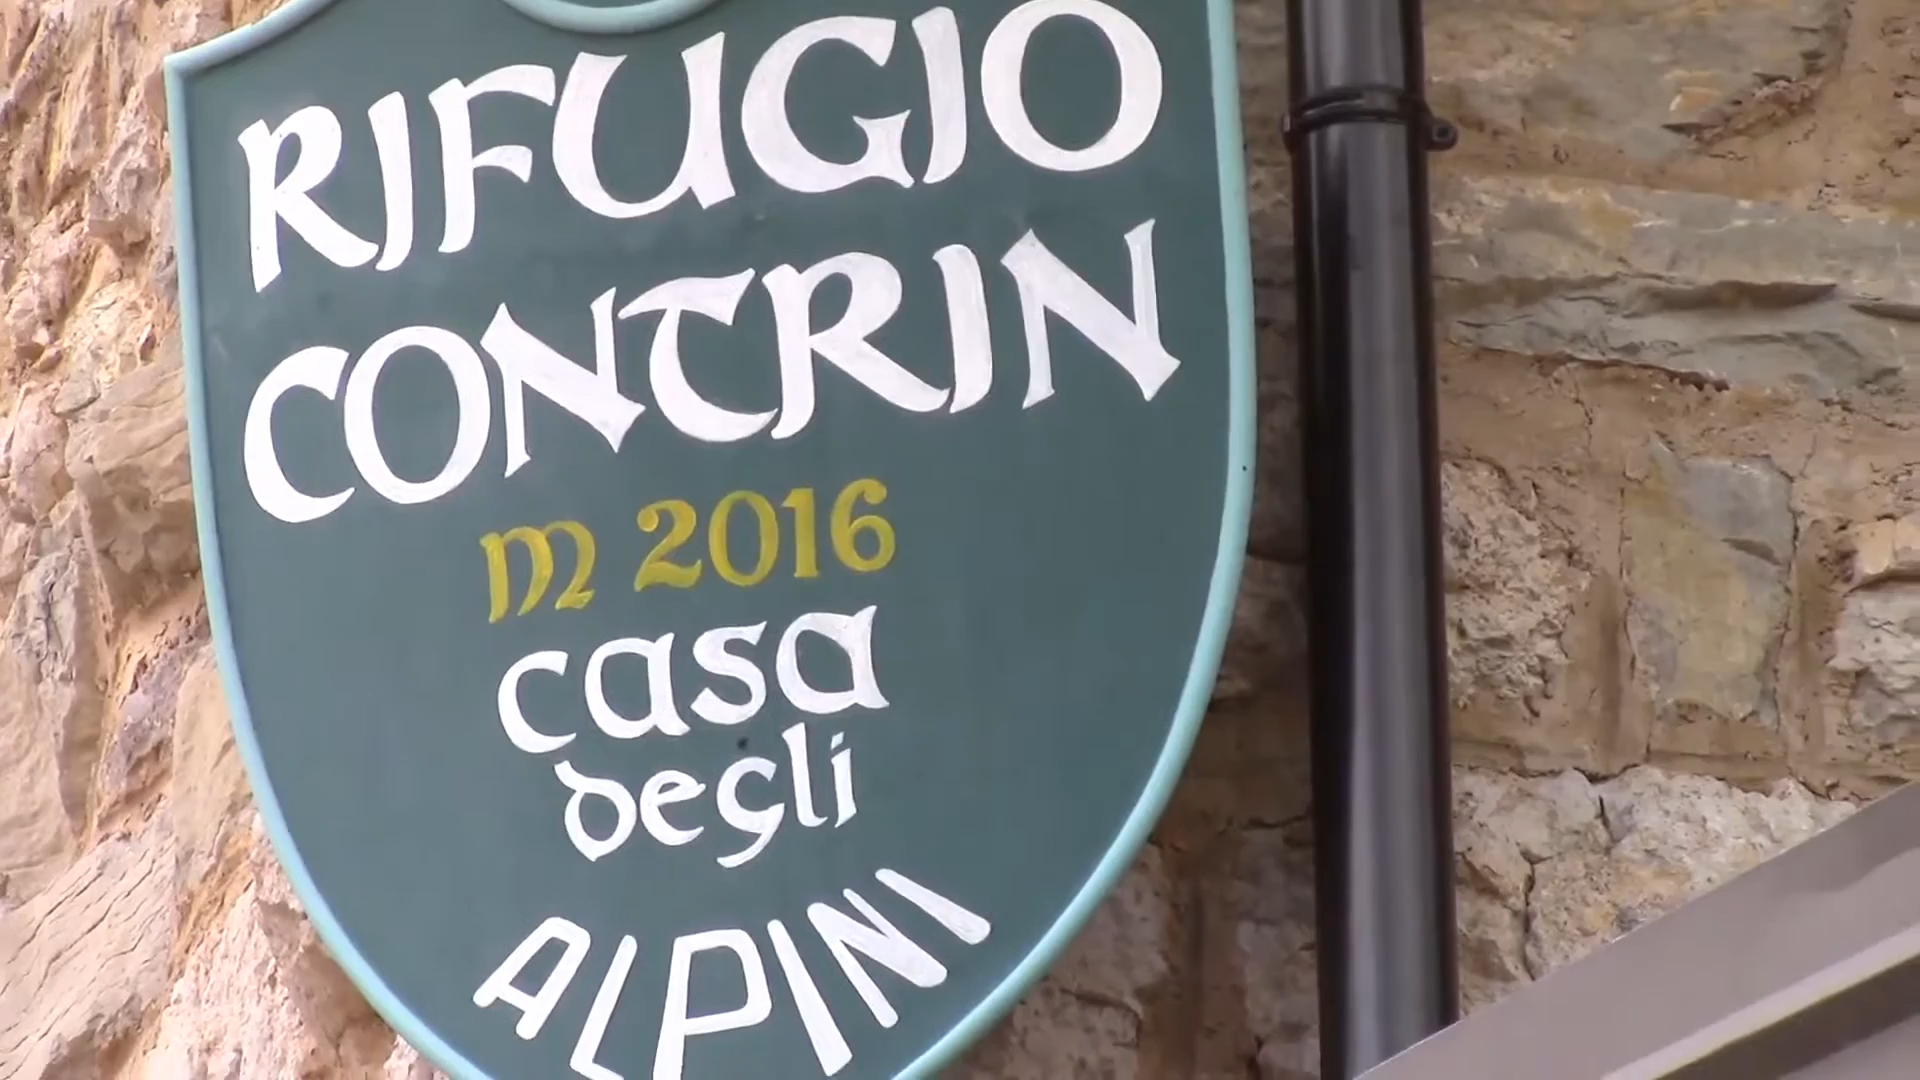 RIFUGIO
CONTRIN
m 2016
casa
degli
ALPINI